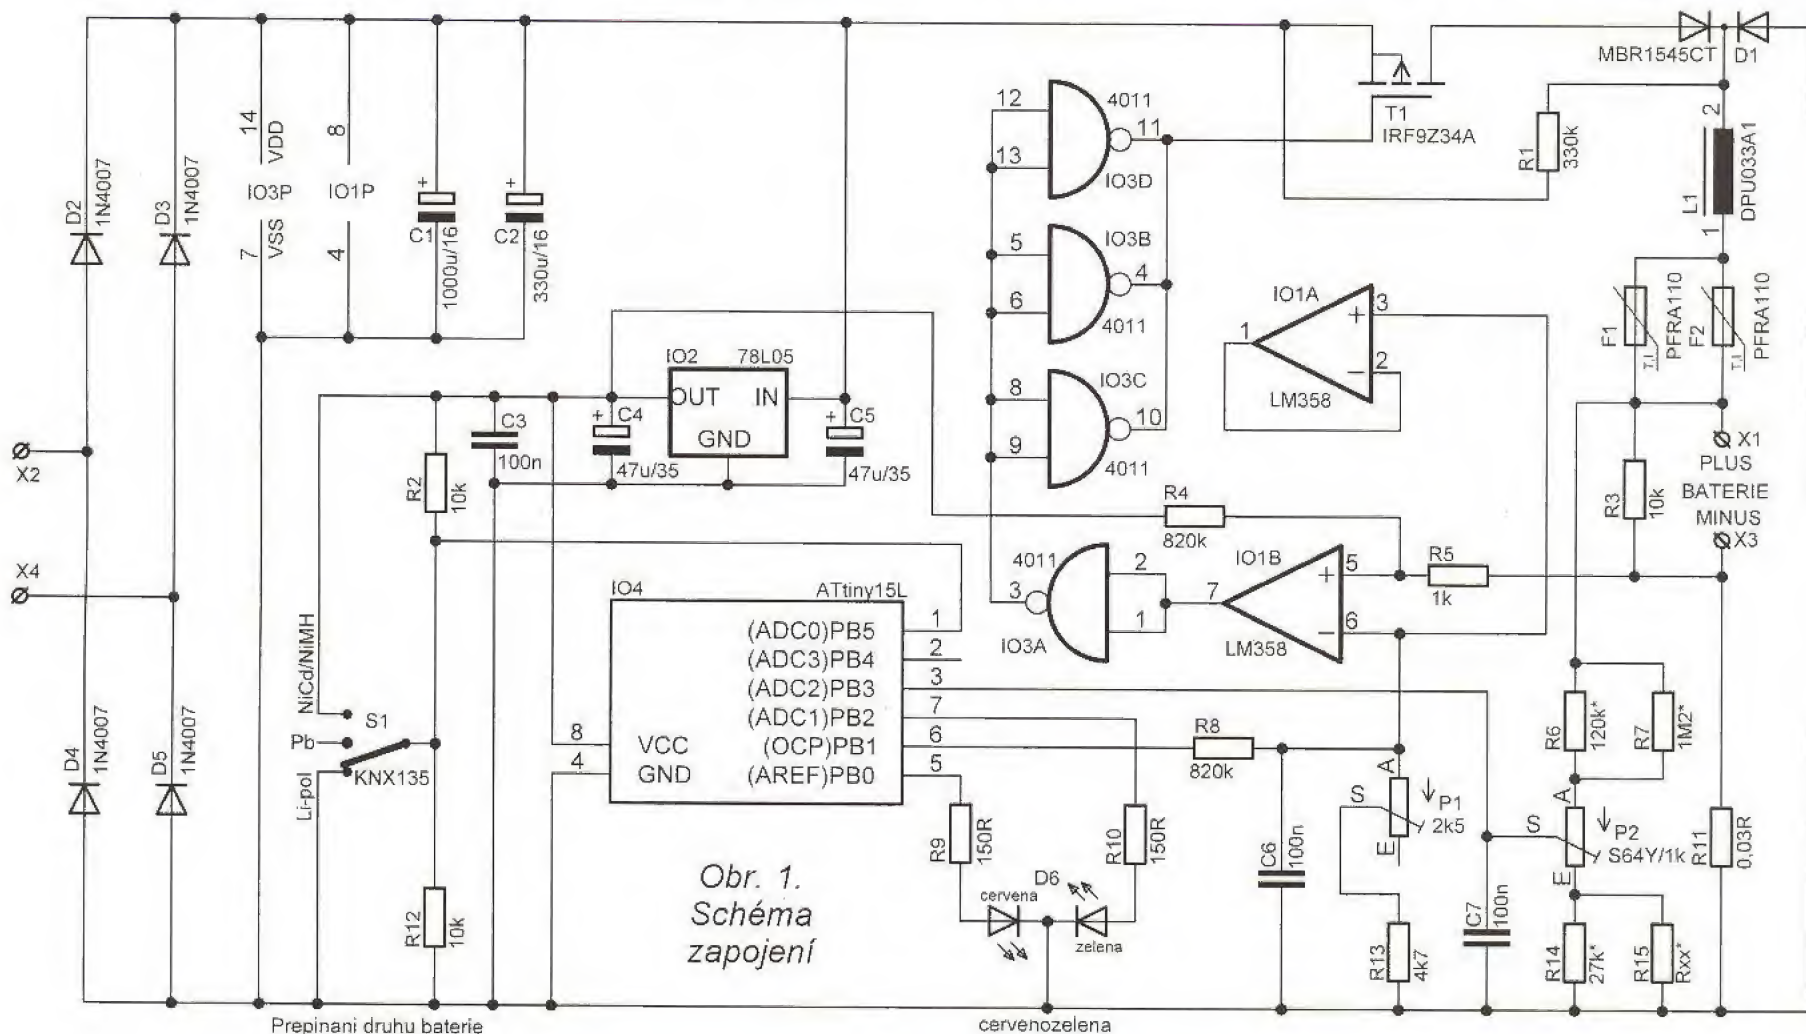 D2
1N4007
D3
1N4007
14
VDD
IO3P
7
VSS
8
IO1P
4
+
C1
1000u/16
+
C2
330u/16
12
4011
11
13
IO3D
5
IO3B
4
6
4011
8
IO3C
10
9
4011
T1
IRF9Z34A
MBR1545CT
D1
R1
330k
2
L1
DPU033A1
1
F1
T.I
PFRA110
F2
T.I
PFRA110
IO1A
3
+
1
2
−
LM358
IO2
78L05
OUT
IN
GND
C3
100n
+
C4
47u/35
+
C5
47u/35
X2
X4
R2
10k
X1
PLUS
BATERIE
MINUS
X3
R3
10k
R4
820k
R5
1k
4011
2
3
1
IO3A
IO1B
5
+
7
6
−
LM358
IO4
ATtiny15L
(ADC0)PB5
1
(ADC3)PB4
2
(ADC2)PB3
3
(ADC1)PB2
7
(OCP)PB1
6
(AREF)PB0
5
8
VCC
4
GND
NiCd/NiMH
S1
Pb
KNX135
Li-pol
D4
1N4007
D5
1N4007
R12
10k
R8
820k
R9
150R
R10
150R
D6
cervena
zelena
C6
100n
A
S
P1
2k5
E
R13
4k7
R6
120k*
R7
1M2*
A
S
P2
S64Y/1k
E
R11
0,03R
C7
100n
R14
27k*
R15
Rxx*
Obr. 1.
Schéma
zapojení
Prepinani druhu baterie
cervenozelena